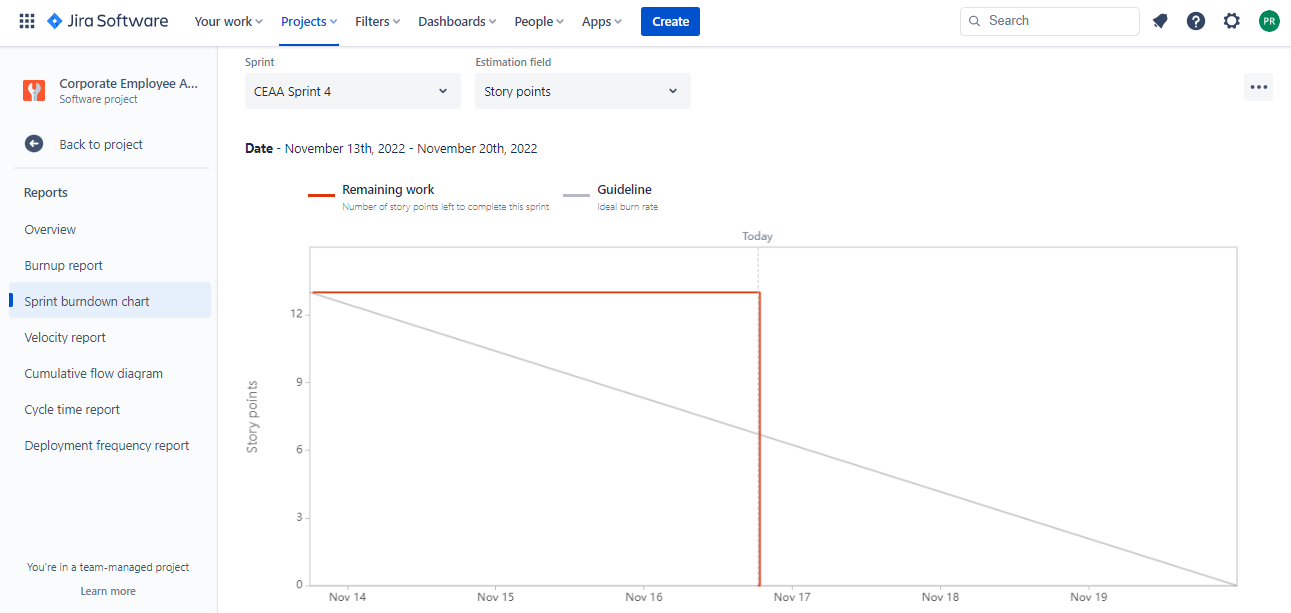 Jira Software Your work Projects Filters Dashboards People Apps Create Search PR
Corporate Employee A...
Software project
Back to project
Reports
Overview
Burnup report
Sprint burndown chart
Velocity report
Cumulative flow diagram
Cycle time report
Deployment frequency report
You're in a team-managed project
Learn more
Sprint Estimation field
CEAA Sprint 4 Story points
Date - November 13th, 2022 - November 20th, 2022
Remaining work Guideline
Number of story points left to complete this sprint Ideal burn rate
Today
Story points
12
9
6
3
0
Nov 14 Nov 15 Nov 16 Nov 17 Nov 18 Nov 19